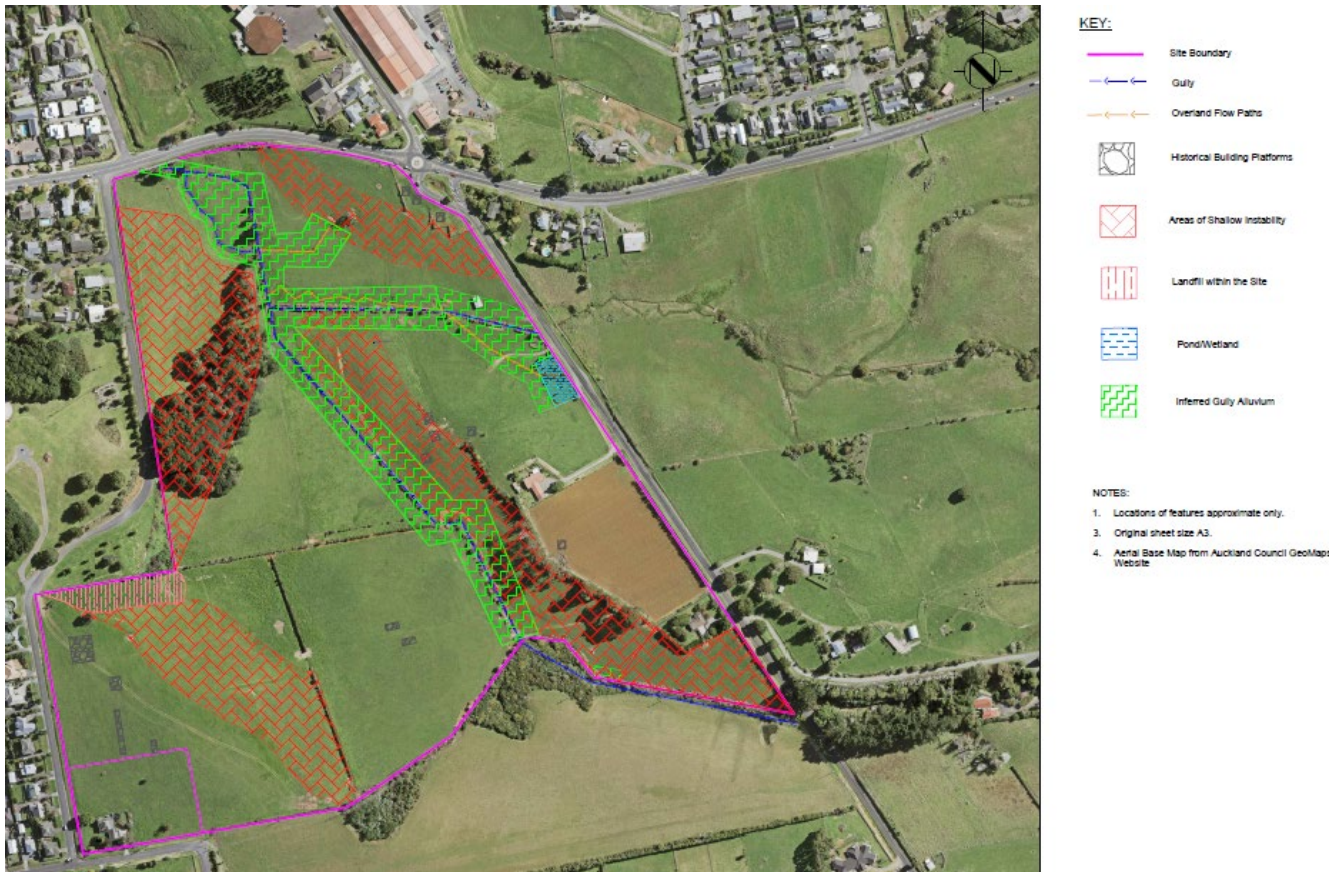 N
KEY:
Site Boundary
Gully
Overland Flow Paths
Historical Building Platforms
Areas of Shallow Instability
Landfill within the Site
Pond/Wetland
Inferred Gully Alluvium
NOTES:
1. Locations of features approximate only.
3. Original sheet size A3.
4. Aerial Base Map from Auckland Council GeoMaps
Website